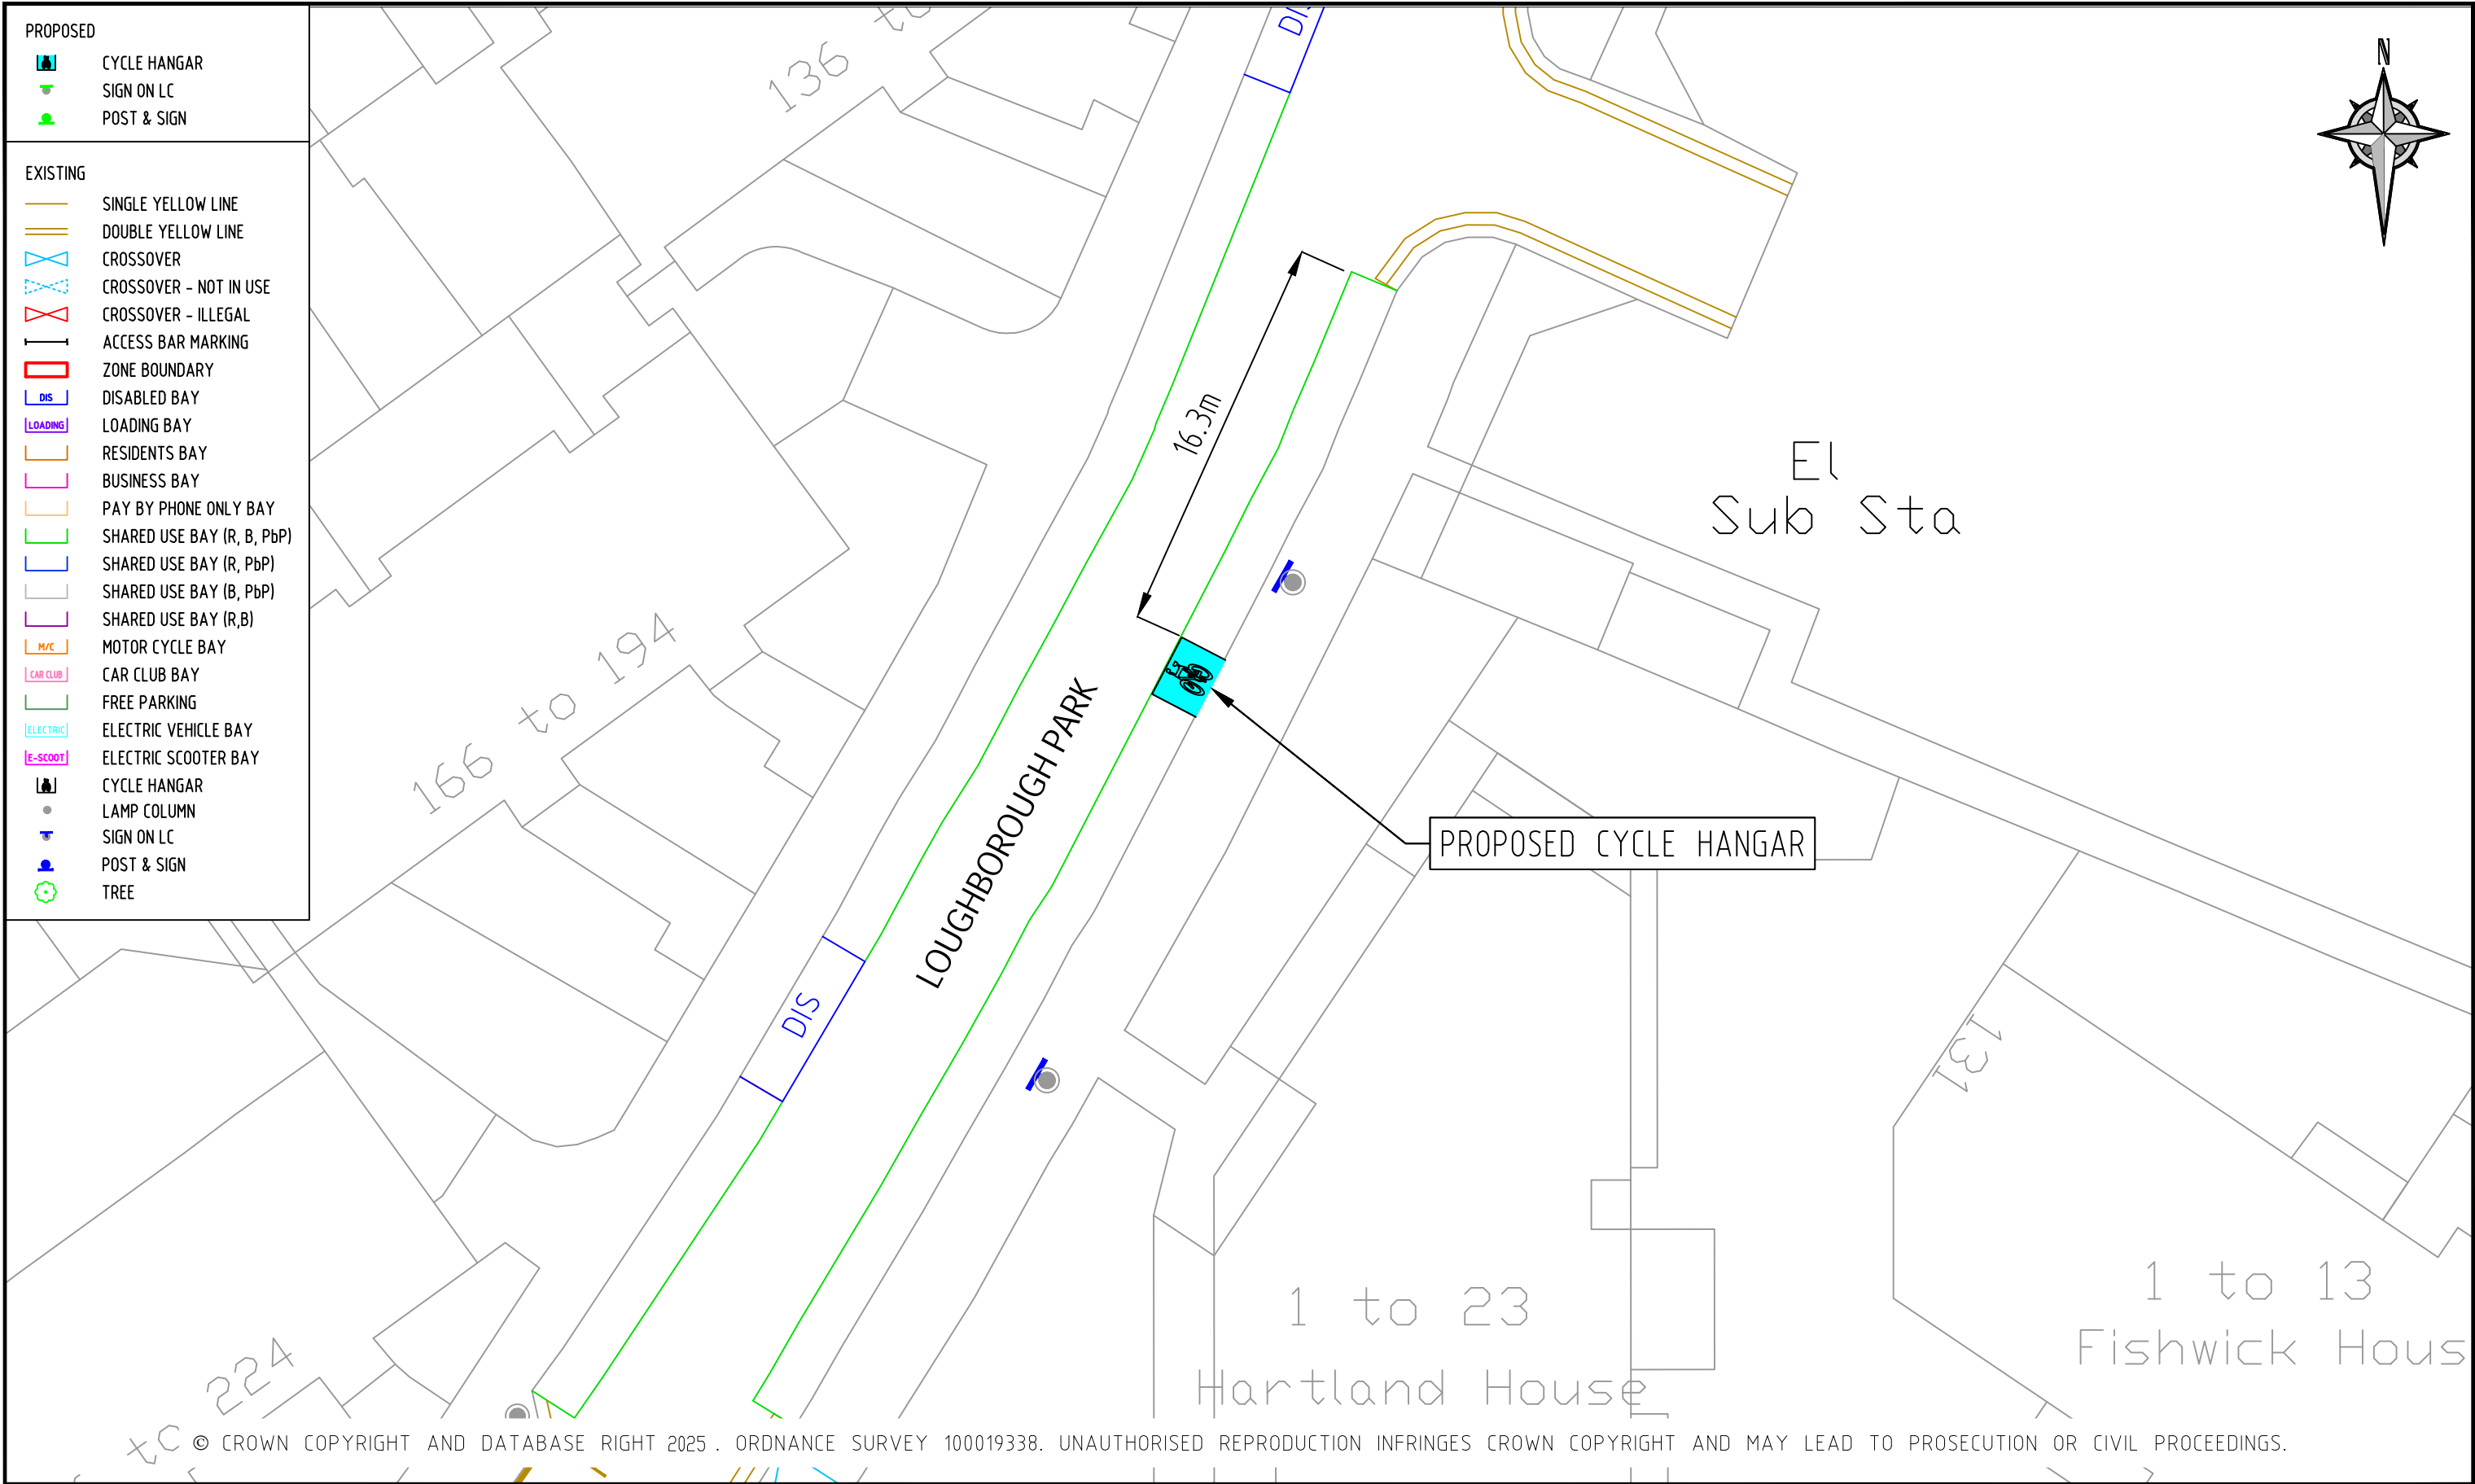 PROPOSED
CYCLE HANGAR
SIGN ON LC
POST & SIGN
EXISTING
SINGLE YELLOW LINE
DOUBLE YELLOW LINE
CROSSOVER
CROSSOVER - NOT IN USE
CROSSOVER - ILLEGAL
ACCESS BAR MARKING
ZONE BOUNDARY
DIS DISABLED BAY
LOADING LOADING BAY
RESIDENTS BAY
BUSINESS BAY
PAY BY PHONE ONLY BAY
SHARED USE BAY (R, B, PbP)
SHARED USE BAY (R, PbP)
SHARED USE BAY (B, PbP)
SHARED USE BAY (R,B)
M/C MOTOR CYCLE BAY
CAR CLUB CAR CLUB BAY
FREE PARKING
ELECTRIC ELECTRIC VEHICLE BAY
E-SCOOT ELECTRIC SCOOTER BAY
CYCLE HANGAR
LAMP COLUMN
SIGN ON LC
POST & SIGN
TREE
N
136
DIS
16.3m
El
Sub Sta
166 to 194
LOUGHBOROUGH PARK
PROPOSED CYCLE HANGAR
DIS
131
1 to 23
Hartland House
1 to 13
Fishwick Hous
224
© CROWN COPYRIGHT AND DATABASE RIGHT 2025 . ORDNANCE SURVEY 100019338. UNAUTHORISED REPRODUCTION INFRINGES CROWN COPYRIGHT AND MAY LEAD TO PROSECUTION OR CIVIL PROCEEDINGS.